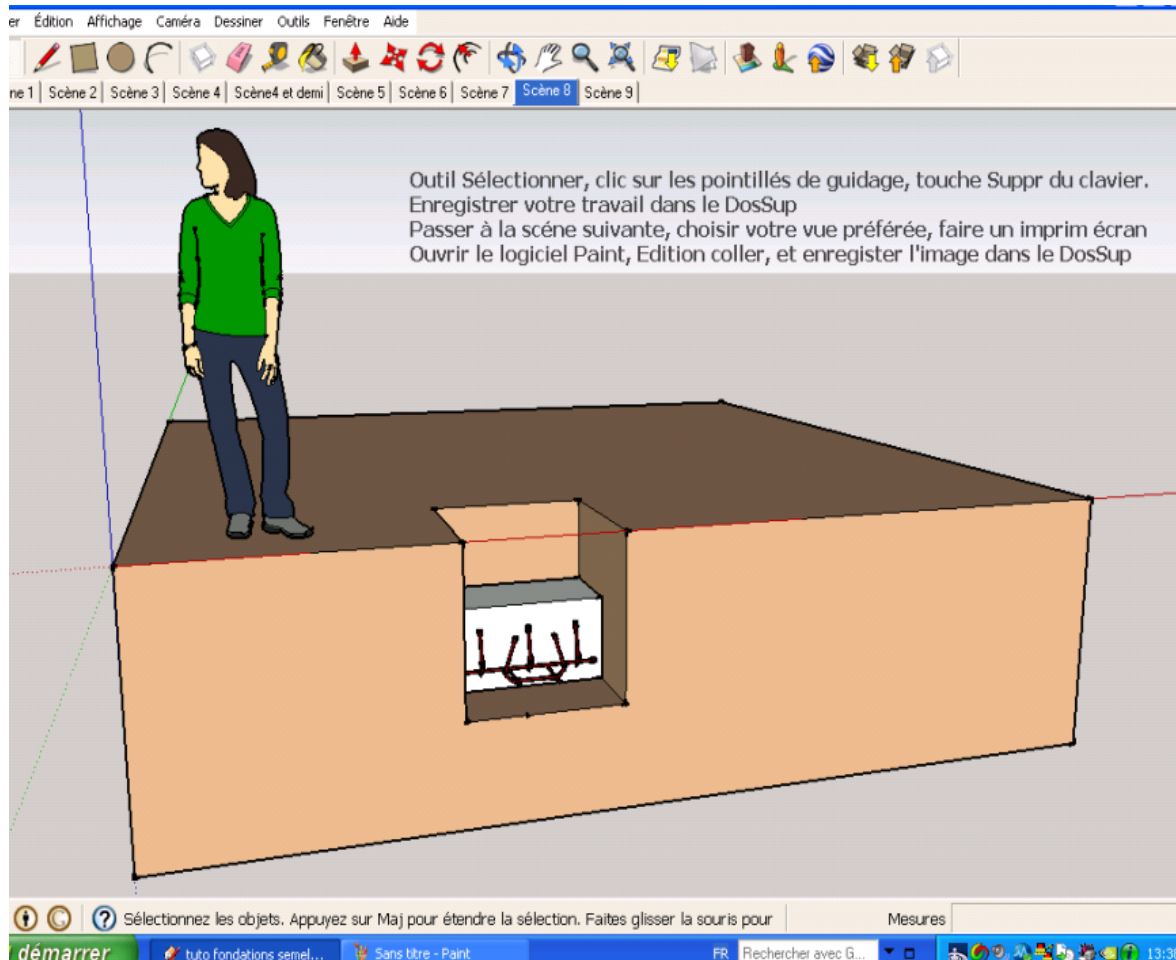 er Édition Affichage Caméra Dessiner Outils Fenêtre Aide
ne 1 Scène 2 Scène 3 Scène 4 Scène4 et demi Scène 5 Scène 6 Scène 7 Scène 8 Scène 9
Outil Sélectionner, clic sur les pointillés de guidage, touche Suppr du clavier.
Enregistrer votre travail dans le DosSup
Passer à la scéne suivante, choisir votre vue préférée, faire un imprim écran
Ouvrir le logiciel Paint, Edition coller, et enregister l'image dans le DosSup
Sélectionnez les objets. Appuyez sur Maj pour étendre la sélection. Faites glisser la souris pour
Mesures
démarrer tuto fondations semel... Sans titre - Paint FR Rechercher avec G...